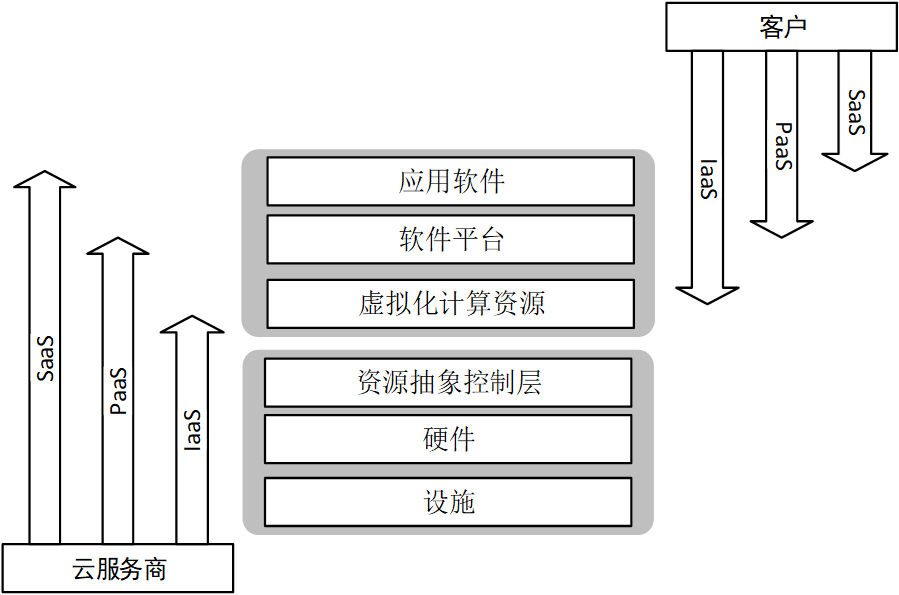 客户
SaaS
PaaS
IaaS
应用软件
软件平台
虚拟化计算资源
资源抽象控制层
硬件
设施
SaaS
PaaS
IaaS
云服务商